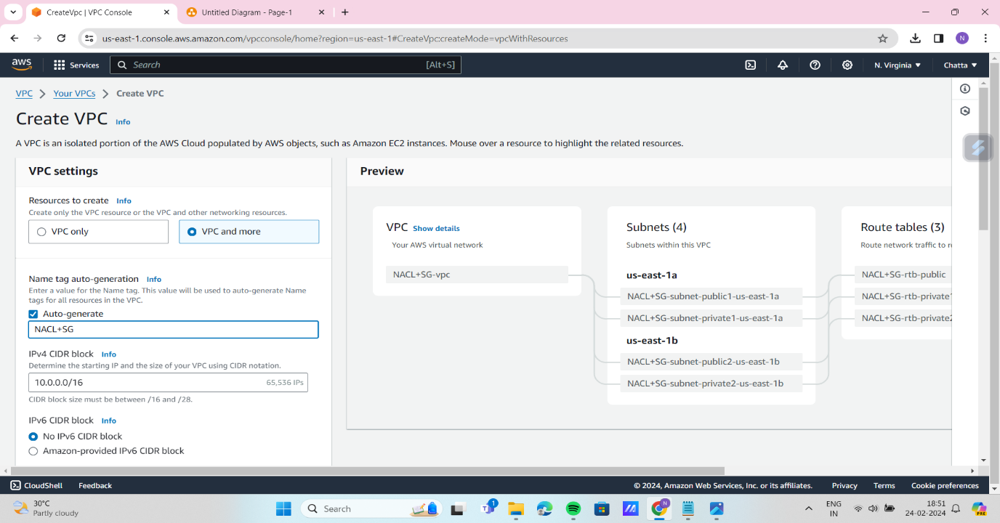 CreateVpc | VPC Console
Untitled Diagram - Page-1
us-east-1.console.aws.amazon.com/vpcconsole/home?region=us-east-1#CreateVpc:createMode=vpcWithResources
N
aws
Services
Search
[Alt+S]
N. Virginia
Chatta
VPC
Your VPCs
Create VPC
Create VPC
Info
A VPC is an isolated portion of the AWS Cloud populated by AWS objects, such as Amazon EC2 instances. Mouse over a resource to highlight the related resources.
VPC settings
Resources to create Info
Create only the VPC resource or the VPC and other networking resources.
VPC only
VPC and more
Name tag auto-generation Info
Enter a value for the Name tag. This value will be used to auto-generate Name
tags for all resources in the VPC.
Auto-generate
NACL+SG
IPv4 CIDR block Info
Determine the starting IP and the size of your VPC using CIDR notation.
10.0.0.0/16
65,536 IPs
CIDR block size must be between /16 and /28.
IPv6 CIDR block Info
No IPv6 CIDR block
Amazon-provided IPv6 CIDR block
Preview
VPC Show details
Your AWS virtual network
NACL+SG-vpc
Subnets (4)
Subnets within this VPC
us-east-1a
NACL+SG-subnet-public1-us-east-1a
NACL+SG-subnet-private1-us-east-1a
us-east-1b
NACL+SG-subnet-public2-us-east-1b
NACL+SG-subnet-private2-us-east-1b
Route tables (3)
Route network traffic to
NACL+SG-rtb-public
NACL+SG-rtb-private1
NACL+SG-rtb-private2
CloudShell
Feedback
© 2024, Amazon Web Services, Inc. or its affiliates.
Privacy
Terms
Cookie preferences
30°C
Partly cloudy
Search
1
N
ENG
IN
18:51
24-02-2024
PRE